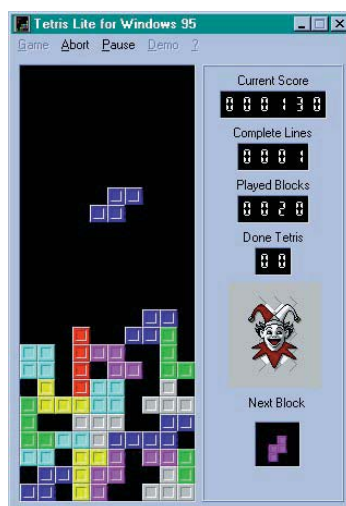 Tetris Lite for Windows 95
Game Abort Pause Demo ?
Current Score
000130
Complete Lines
0001
Played Blocks
0020
Done Tetris
00
Next Block